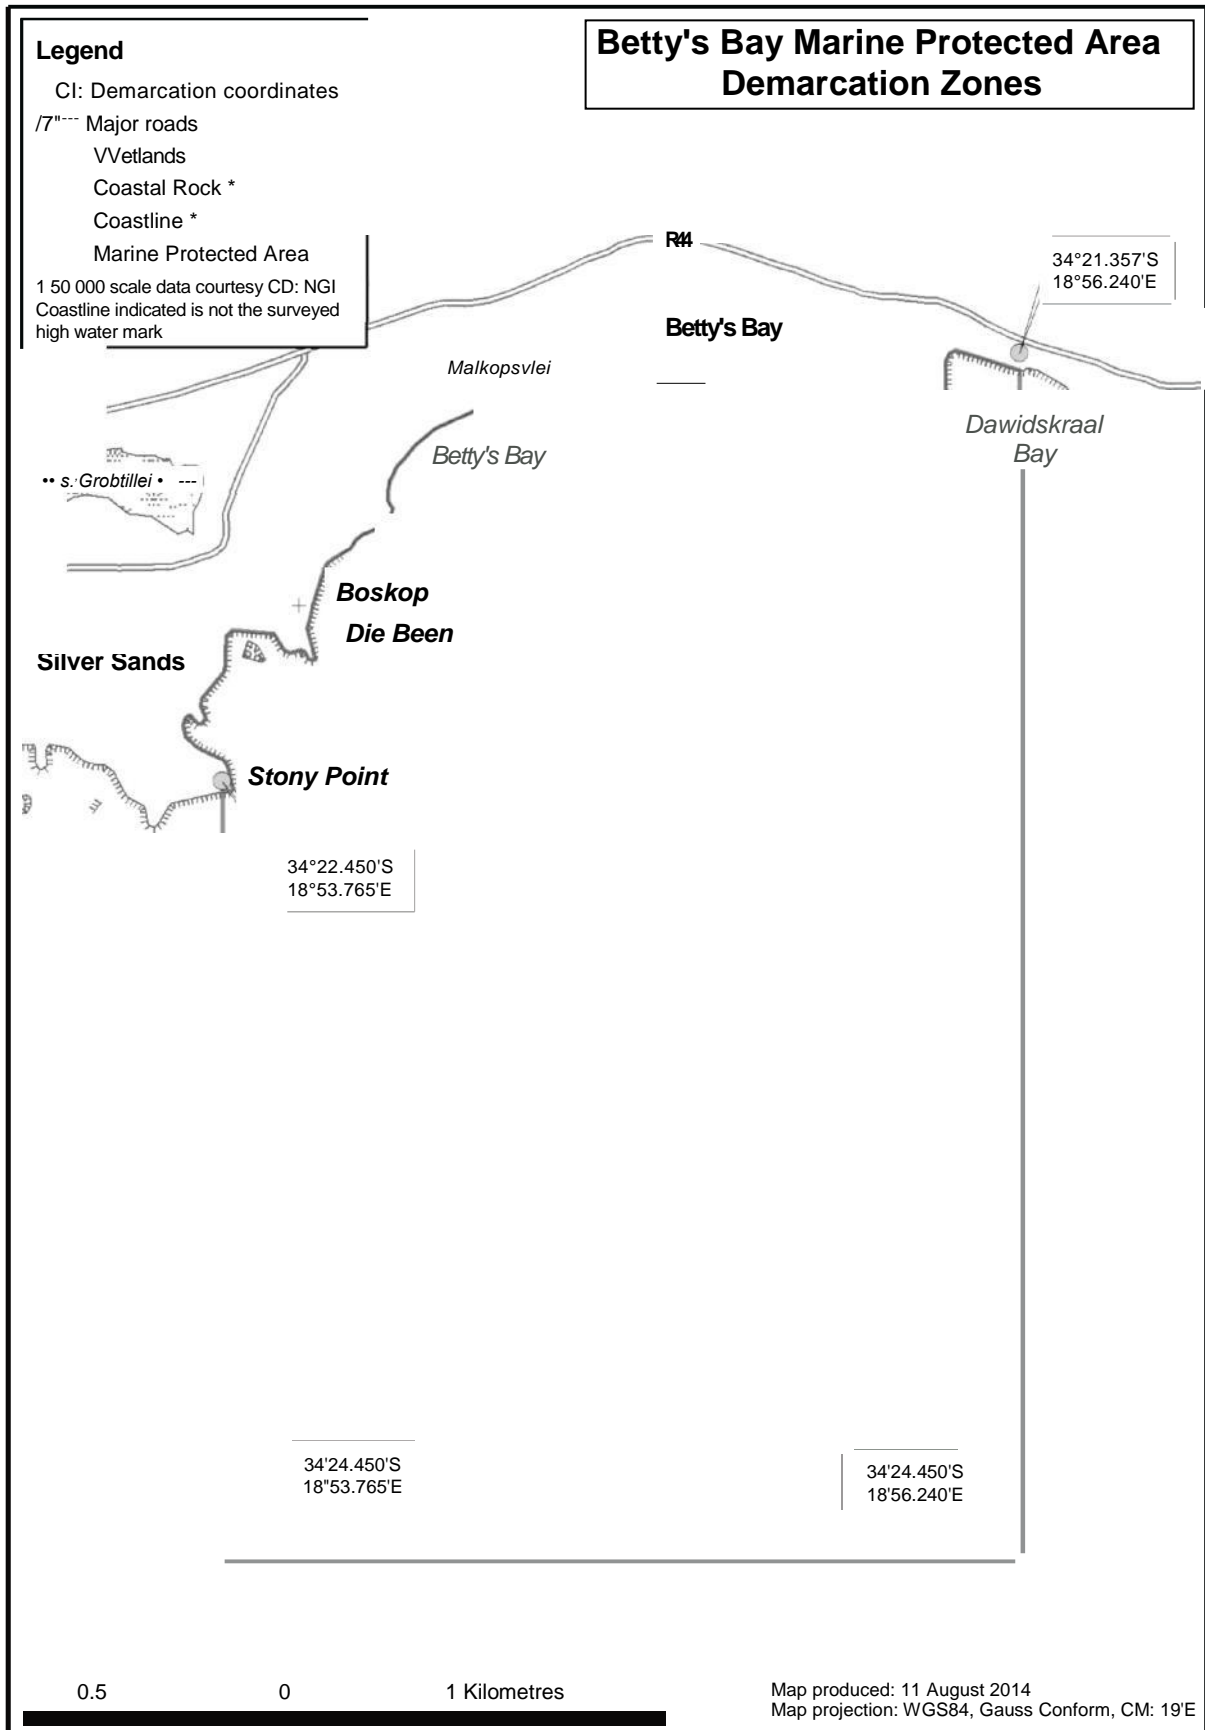 Betty's Bay Marine Protected Area
Demarcation Zones
Legend
CI: Demarcation coordinates
/7"--- Major roads
VVetlands
Coastal Rock *
Coastline *
Marine Protected Area
1 50 000 scale data courtesy CD: NGI
Coastline indicated is not the surveyed
high water mark
R44
34°21.357'S
18°56.240'E
Betty's Bay
Malkopsvlei
Dawidskraal
Bay
Betty's Bay
•• s. Grobtillei • ---
Boskop
Die Been
Silver Sands
Stony Point
34°22.450'S
18°53.765'E
34'24.450'S
18"53.765'E
34'24.450'S
18'56.240'E
0.5 0 1 Kilometres
Map produced: 11 August 2014
Map projection: WGS84, Gauss Conform, CM: 19'E